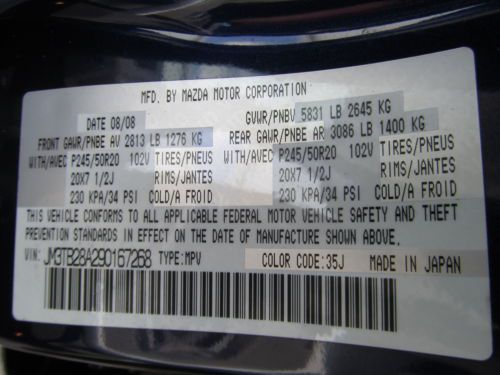 MFD. BY MAZDA MOTOR CORPORATION
DATE 08/08 GVWR/PNBV 5831 LB 2645 KG
FRONT GAWR/PNBE AV 2813 LB 1276 KG REAR GAWR/PNBE AR 3086 LB 1400 KG
WITH/AVEC P245/50R20 102V TIRES/PNEUS WITH/AVEC P245/50R20 102V TIRES/PNEUS
20X7 1/2J RIMS/JANTES 20X7 1/2J RIMS/JANTES
230 KPA/34 PSI COLD/A FROID 230 KPA/34 PSI COLD/A FROID
THIS VEHICLE CONFORMS TO ALL APPLICABLE FEDERAL MOTOR VEHICLE SAFETY AND THEFT
PREVENTION STANDARDS IN EFFECT ON THE DATE OF MANUFACTURE SHOWN ABOVE.
VIN: JM3TB28A290167268 TYPE:MPV COLOR CODE:35J MADE IN JAPAN